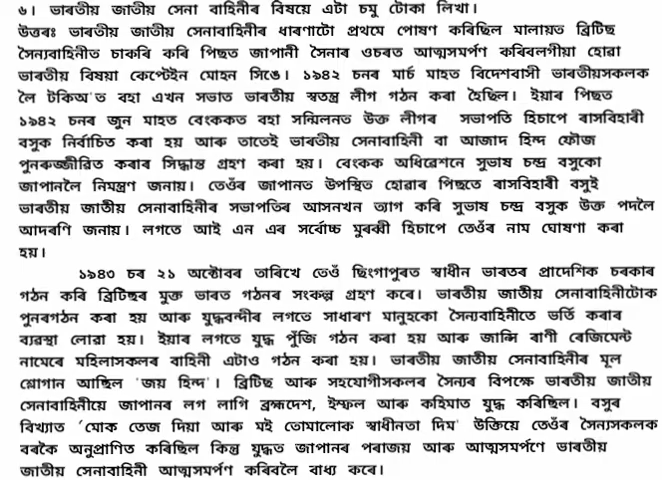 ৬। ভাৰতীয় জাতীয় সেনা বাহিনীৰ বিষয়ে এটা চমু টোকা লিখা।
উত্তৰঃ ভাৰতীয় জাতীয় সেনাবাহিনীৰ ধাৰণাটো প্ৰথমে পোষণ কৰিছিল মালায়ত ব্ৰিটিছ
সৈন্যবাহিনীত চাকৰি কৰি পিছত জাপানী সৈনাৰ ওচৰত আত্মসমৰ্পণ কৰিবলগীয়া হোৱা
ভাৰতীয় বিষয়া কেপ্টেইন মোহন সিঙে। ১৯৪২ চনৰ মাৰ্চ মাহত বিদেশবাসী ভাৰতীয়সকলক
লৈ টকিঅ'ত বহা এখন সভাত ভাৰতীয় স্বতন্ত্ৰ লীগ গঠন কৰা হৈছিল। ইয়াৰ পিছত
১৯৪২ চনৰ জুন মাহত বেংককত বহা সন্মিলনত উক্ত লীগৰ সভাপতি হিচাপে ৰাসবিহাৰী
বসুক নিৰ্বাচিত কৰা হয় আৰু তাতেই ভাৰতীয় সেনাবাহিনী বা আজাদ হিন্দ ফৌজ
পুনৰুজ্জীৱিত কৰাৰ সিদ্ধান্ত গ্ৰহণ কৰা হয়। বেংকক অধিৱেশনে সুভাষ চন্দ্ৰ বসুকো
জাপানলৈ নিমন্ত্ৰণ জনায়। তেওঁৰ জাপানত উপস্থিত হোৱাৰ পিছতে ৰাসবিহাৰী বসুই
ভাৰতীয় জাতীয় সেনাবাহিনীৰ সভাপতিৰ আসনখন ত্যাগ কৰি সুভাষ চন্দ্ৰ বসুক উক্ত পদলৈ
আদৰণি জনায়। লগতে আই এন এৰ সৰ্বোচ্চ মুৰব্বী হিচাপে তেওঁৰ নাম ঘোষণা কৰা
হয়।
১৯৪৩ চৰ ২১ অক্টোবৰ তাৰিখে তেওঁ ছিংগাপুৰত স্বাধীন ভাৰতৰ প্ৰাদেশিক চৰকাৰ
গঠন কৰি ব্ৰিটিছৰ মুক্ত ভাৰত গঠনৰ সংকল্প গ্ৰহণ কৰে। ভাৰতীয় জাতীয় সেনাবাহিনীটোক
পুনৰগঠন কৰা হয় আৰু যুদ্ধবন্দীৰ লগতে সাধাৰণ মানুহকো সৈন্যবাহিনীতে ভৰ্তি কৰাৰ
ব্যৱস্থা লোৱা হয়। ইয়াৰ লগতে যুদ্ধ পুঁজি গঠন কৰা হয় আৰু জান্সি ৰাণী ৰেজিমেন্ট
নামেৰে মহিলাসকলৰ বাহিনী এটাও গঠন কৰা হয়। ভাৰতীয় জাতীয় সেনাবাহিনীৰ মূল
শ্লোগান আছিল 'জয় হিন্দ'। ব্ৰিটিছ আৰু সহযোগীসকলৰ সৈন্যৰ বিপক্ষে ভাৰতীয় জাতীয়
সেনাবাহিনীয়ে জাপানৰ লগ লাগি ব্ৰহ্মদেশ, ইম্ফল আৰু কহিমাত যুদ্ধ কৰিছিল। বসুৰ
বিখ্যাত 'মোক তেজ দিয়া আৰু মই তোমালোক স্বাধীনতা দিম' উক্তিয়ে তেওঁৰ সৈন্যসকলক
বৰকৈ অনুপ্ৰাণিত কৰিছিল কিন্তু যুদ্ধত জাপানৰ পৰাজয় আৰু আত্মসমৰ্পণে ভাৰতীয়
জাতীয় সেনাবাহিনী আত্মসমৰ্পণ কৰিবলৈ বাধ্য কৰে।